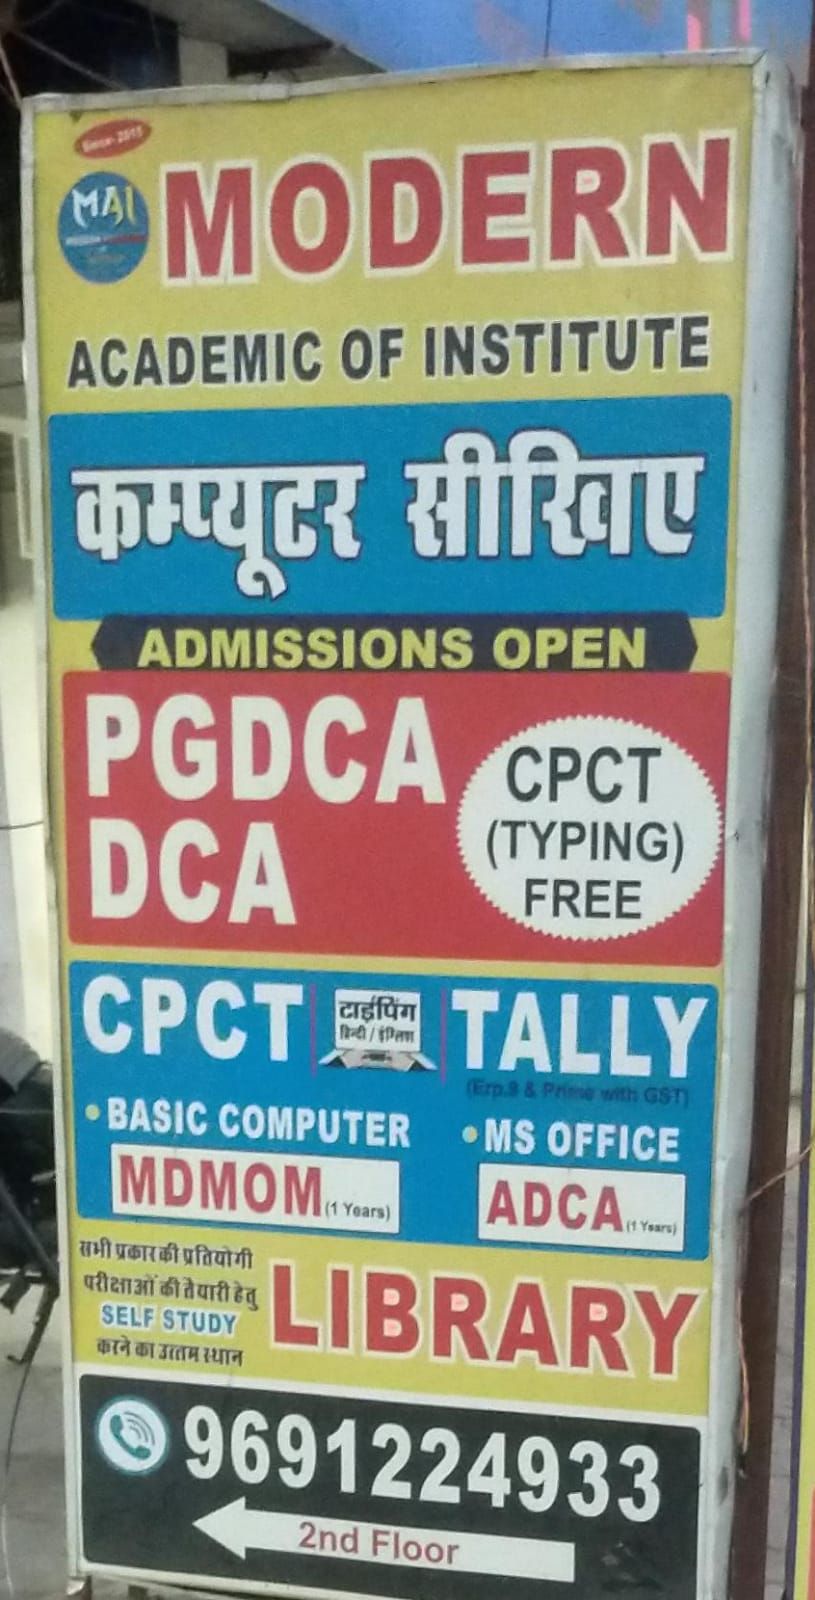 Since- 2015
MAI
MODERN
ACADEMIC OF INSTITUTE
कम्प्यूटर सीखिए
ADMISSIONS OPEN
PGDCA
DCA
CPCT
(TYPING)
FREE
CPCT
टाईपिंग
हिन्दी / इंग्लिश
TALLY
(Erp.9 & Prime with GST)
• BASIC COMPUTER
• MS OFFICE
MDMOM (1 Years)
ADCA (1 Years)
सभी प्रकार की प्रतियोगी
परीक्षाओं की तैयारी हेतु
SELF STUDY
करने का उत्तम स्थान
LIBRARY
9691224933
2nd Floor